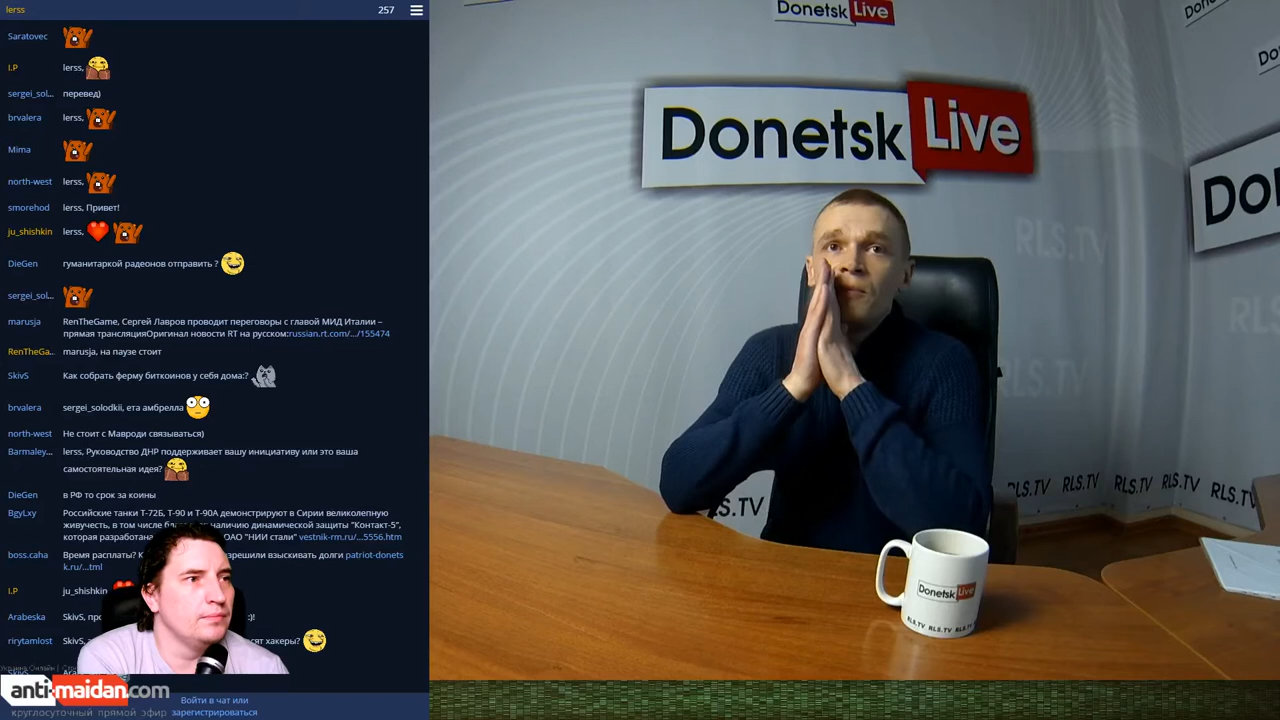 lerss
257
Saratovec
I.P lerss,
sergei_sol... перевед)
brvalera lerss,
Mima
north-west lerss,
smorehod lerss, Привет!
ju_shishkin lerss,
DieGen гуманитаркой радеонов отправить ?
sergei_sol...
marusja RenTheGame, Сергей Лавров проводит переговоры с главой МИД Италии –
прямая трансляцияОригинал новости RT на русском:russian.rt.com/.../155474
RenTheGa... marusja, на паузе стоит
SkivS Как собрать ферму биткоинов у себя дома:?
brvalera sergei_solodkii, ета амбрелла
north-west Не стоит с Мавроди связываться)
Barmaley... lerss, Руководство ДНР поддерживает вашу инициативу или это ваша
самостоятельная идея?
DieGen в РФ то срок за коины
BgyLxy Российские танки Т-72Б, Т-90 и Т-90А демонстрируют в Сирии великолепную
живучесть, в том числе наличию динамической защиты "Контакт-5",
которая разработана ОАО "НИИ стали" vestnik-rm.ru/...5556.htm
boss.caha Время расплаты? взыскивать долги patriot-donets
k.ru/...tml
I.P ju_shishkin
Arabeska SkivS, :)!
rirytamlost SkivS, хакеры?
SkivS
anti-maidan.com
Войти в чат или
круглосуточный прямой эфир зарегистрироваться
Donetsk Live
Donetsk Live
Donetsk
Don
RLS.TV
RLS.TV
RLS.TV
RLS.TV RLS.TV RLS.TV RLS.TV
Donetsk Live
RLS.TV RLS.TV RLS.TV